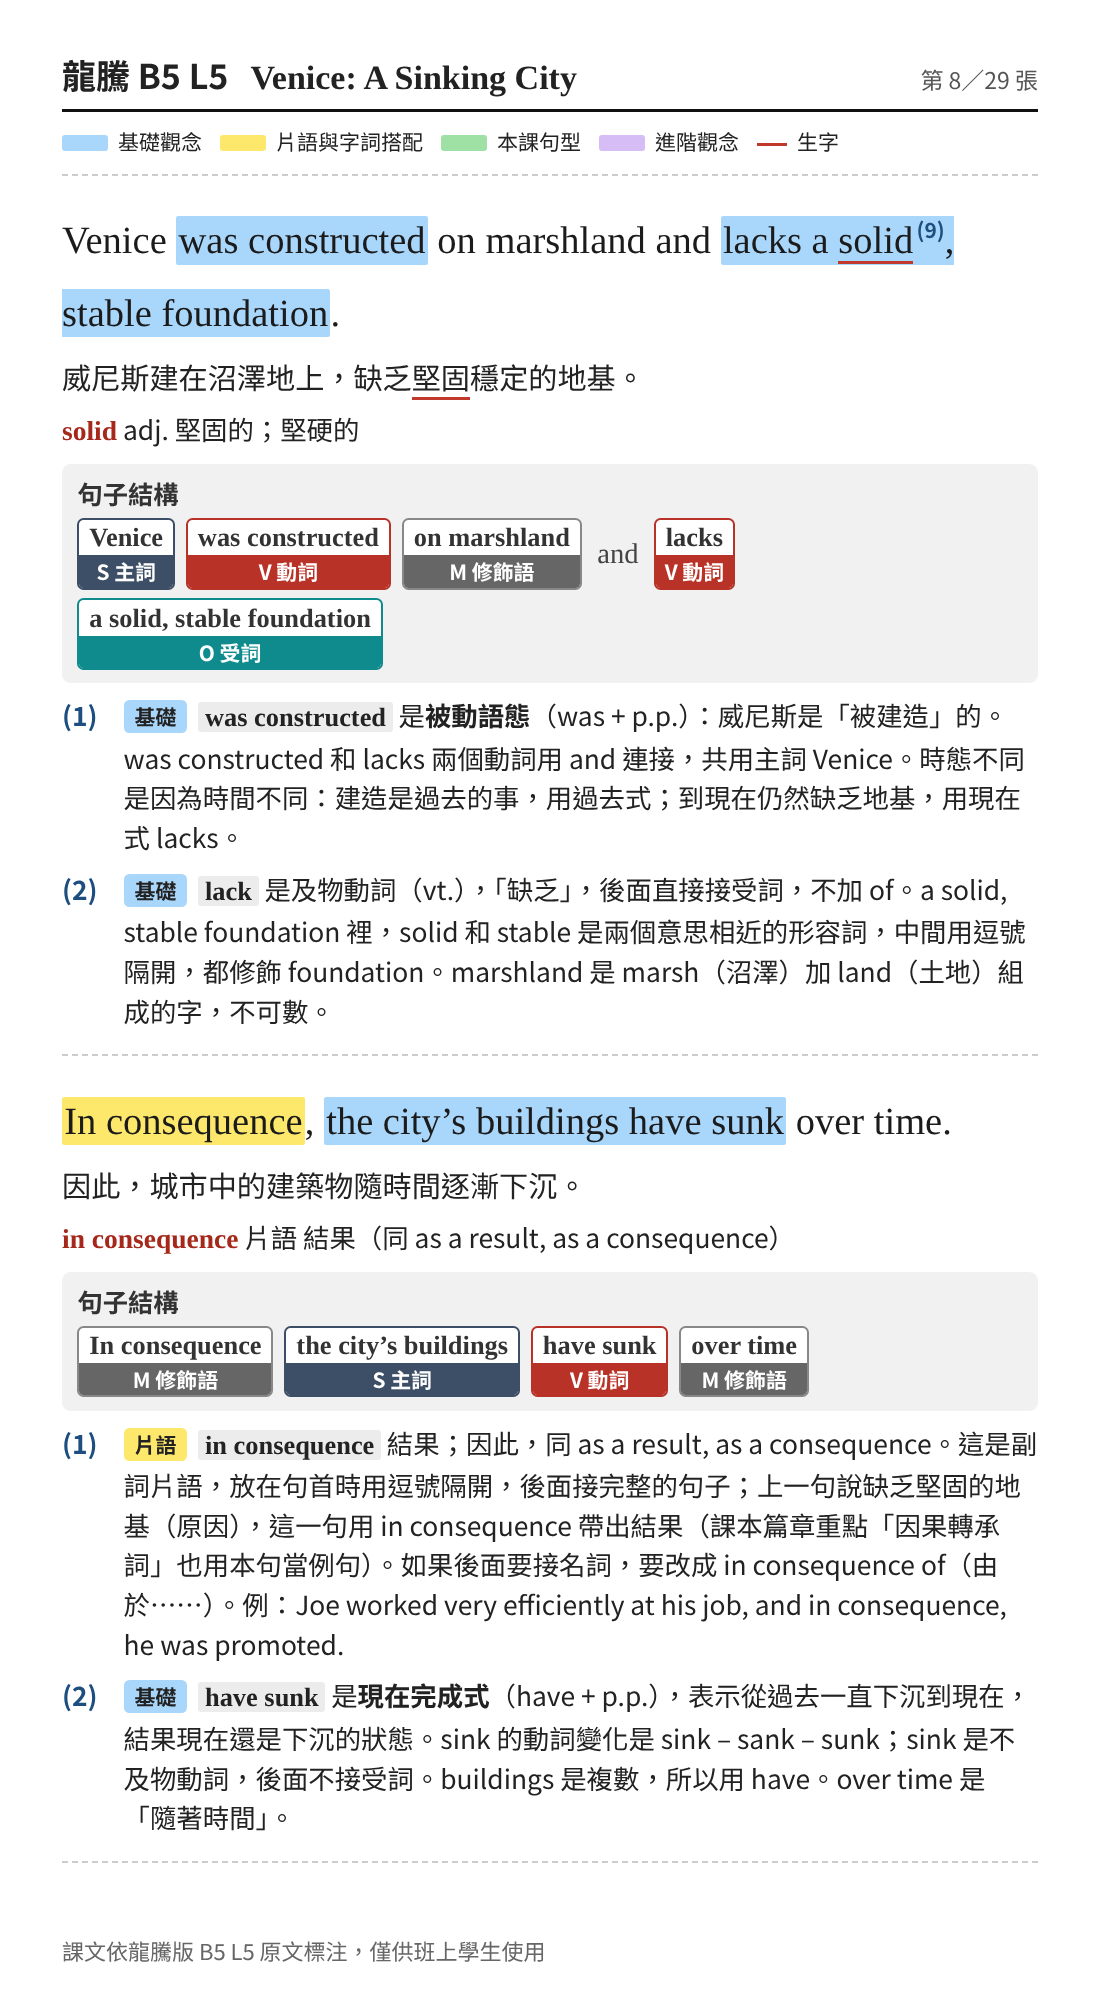 龍騰 B5 L5 Venice: A Sinking City 第 8／29 張
基礎觀念 片語與字詞搭配 本課句型 進階觀念 生字
Venice was constructed on marshland and lacks a solid(9),
stable foundation.
威尼斯建在沼澤地上，缺乏堅固穩定的地基。
solid adj. 堅固的；堅硬的
句子結構
Venice was constructed on marshland and lacks
S 主詞 V 動詞 M 修飾語 V 動詞
a solid, stable foundation
O 受詞
(1) 基礎 was constructed 是被動語態（was + p.p.）：威尼斯是「被建造」的。
was constructed 和 lacks 兩個動詞用 and 連接，共用主詞 Venice。時態不同
是因為時間不同：建造是過去的事，用過去式；到現在仍然缺乏地基，用現在
式 lacks。
(2) 基礎 lack 是及物動詞（vt.），「缺乏」，後面直接接受詞，不加 of。a solid,
stable foundation 裡，solid 和 stable 是兩個意思相近的形容詞，中間用逗號
隔開，都修飾 foundation。marshland 是 marsh（沼澤）加 land（土地）組
成的字，不可數。
In consequence, the city’s buildings have sunk over time.
因此，城市中的建築物隨時間逐漸下沉。
in consequence 片語 結果（同 as a result, as a consequence）
句子結構
In consequence the city’s buildings have sunk over time
M 修飾語 S 主詞 V 動詞 M 修飾語
(1) 片語 in consequence 結果；因此，同 as a result, as a consequence。這是副
詞片語，放在句首時用逗號隔開，後面接完整的句子；上一句說缺乏堅固的地
基（原因），這一句用 in consequence 帶出結果（課本篇章重點「因果轉承
詞」也用本句當例句）。如果後面要接名詞，要改成 in consequence of（由
於……）。例：Joe worked very efficiently at his job, and in consequence,
he was promoted.
(2) 基礎 have sunk 是現在完成式（have + p.p.），表示從過去一直下沉到現在，
結果現在還是下沉的狀態。sink 的動詞變化是 sink – sank – sunk；sink 是不
及物動詞，後面不接受詞。buildings 是複數，所以用 have。over time 是
「隨著時間」。
課文依龍騰版 B5 L5 原文標注，僅供班上學生使用